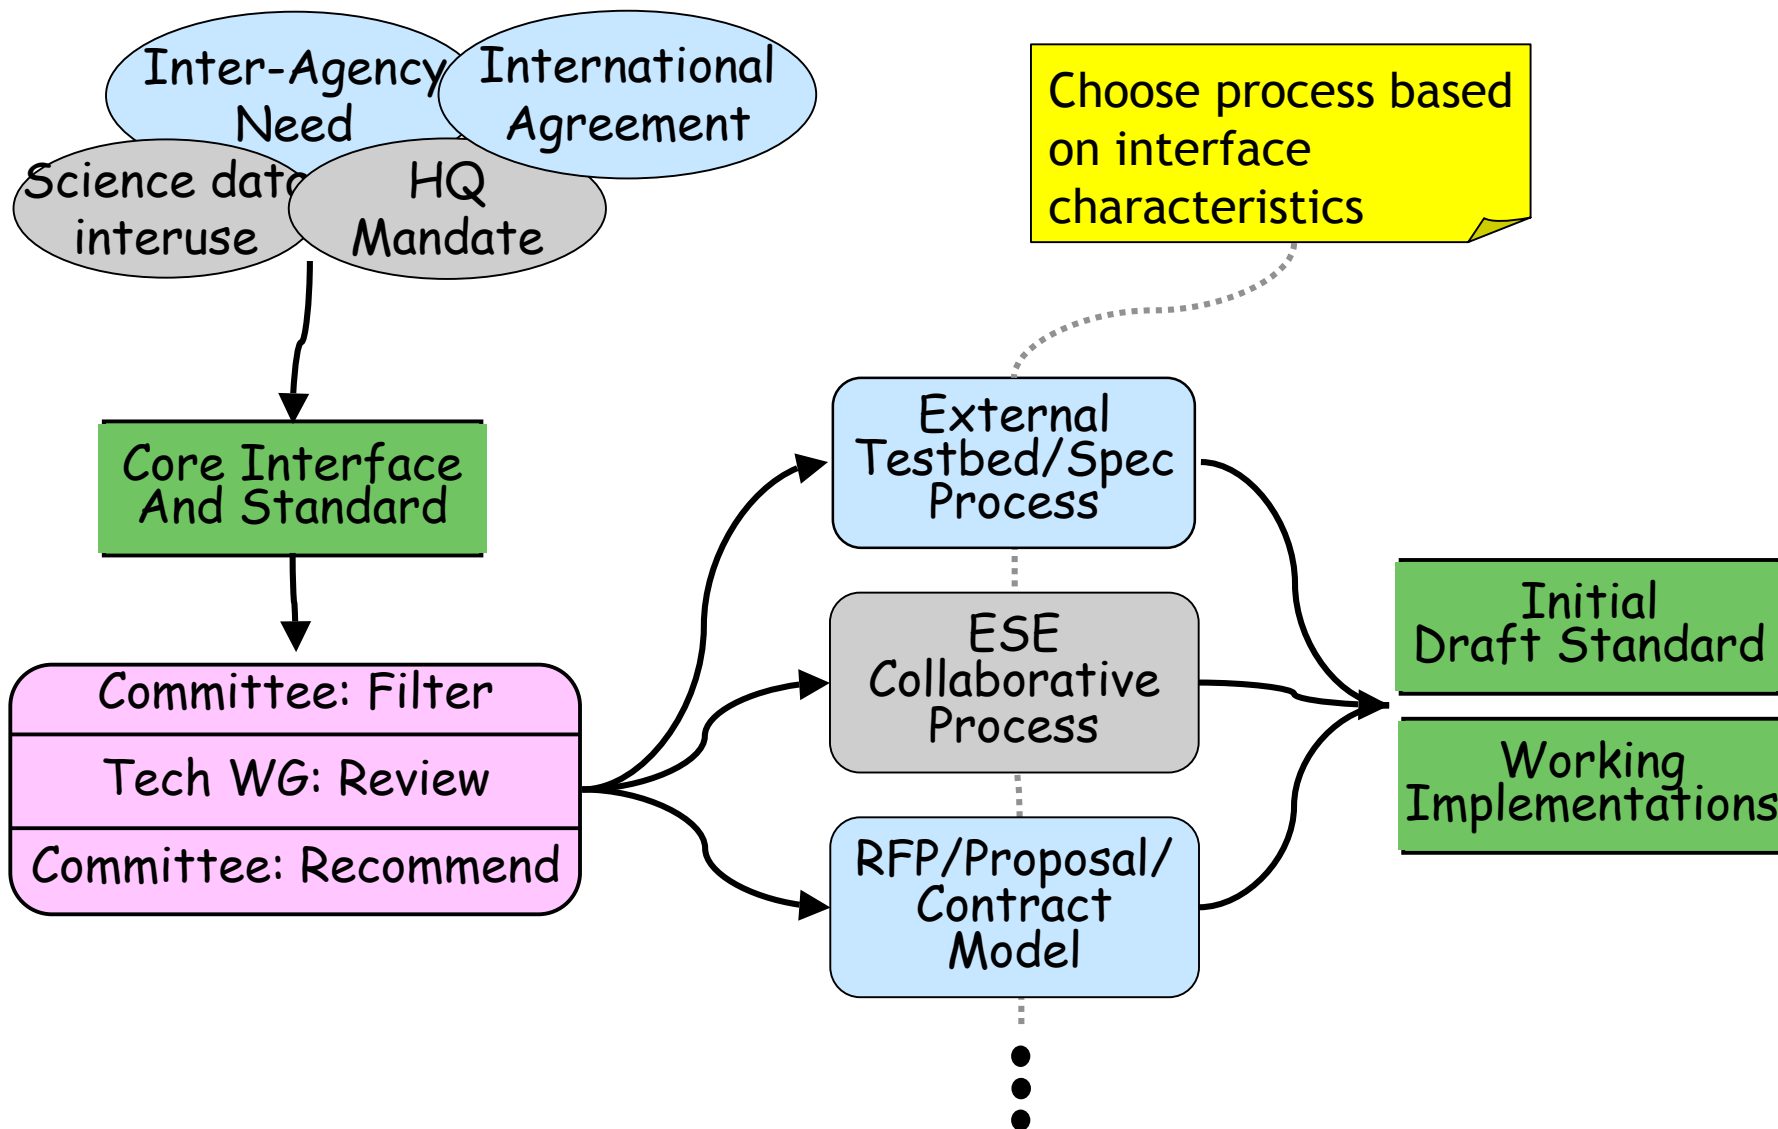 Inter-Agency
Need
International
Agreement
Science data
interuse
HQ
Mandate
Choose process based
on interface
characteristics
Core Interface
And Standard
Committee: Filter
Tech WG: Review
Committee: Recommend
External
Testbed/Spec
Process
ESE
Collaborative
Process
RFP/Proposal/
Contract
Model
Initial
Draft Standard
Working
Implementations